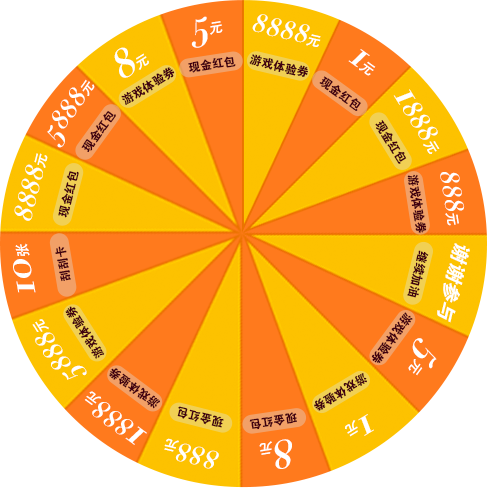 8888元
游戏体验券
1元
现金红包
1888元
现金红包
888元
游戏体验券
谢谢参与
继续加油
5元
游戏体验券
1元
游戏体验券
8元
现金红包
888元
现金红包
1888元
游戏体验券
5888元
游戏体验券
10张
刮刮卡
8888元
现金红包
5888元
现金红包
8元
游戏体验券
5元
现金红包